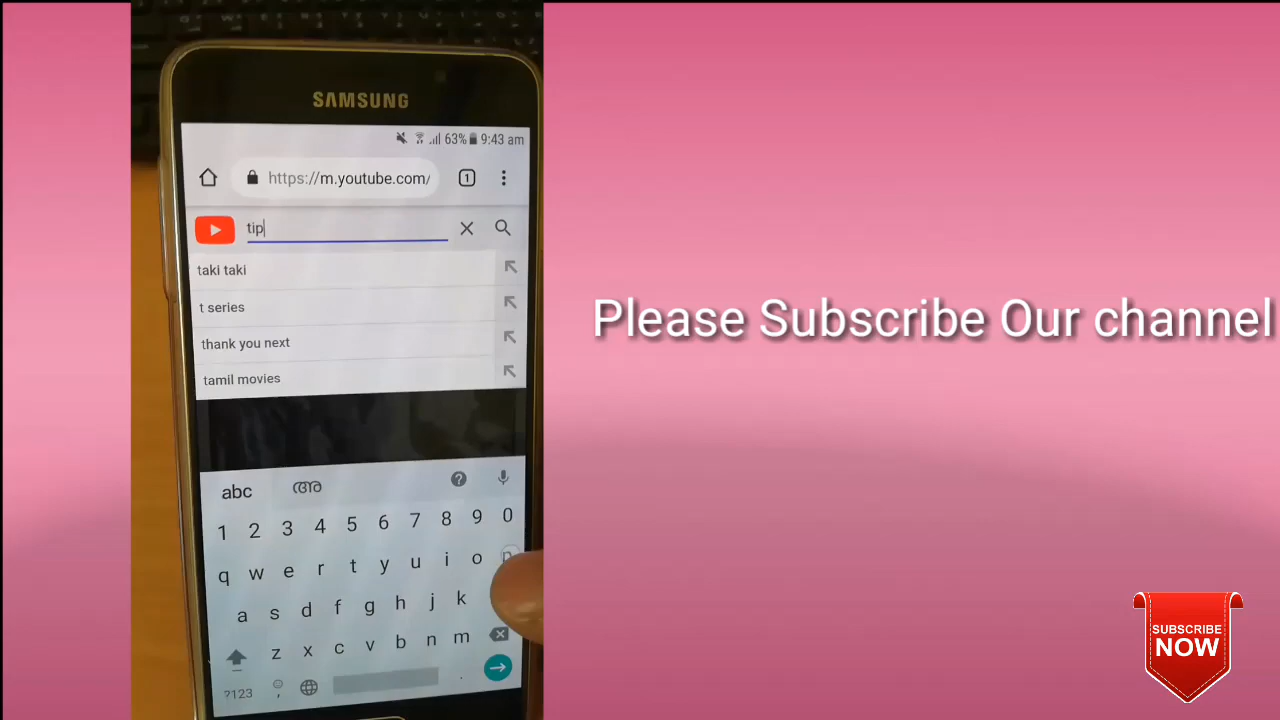 SAMSUNG
63% 9:43 am
https://m.youtube.com/
1
tip
taki taki
t series
thank you next
tamil movies
abc അ
1 2 3 4 5 6 7 8 9 0
q w e r t y u i o p
a s d f g h j k
z x c v b n m
?123 , .
Please Subscribe Our channel
SUBSCRIBE
NOW